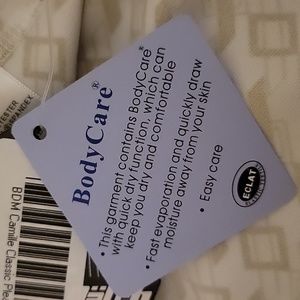 BodyCare®
• This garment contains BodyCare®
with quick dry function, which can
keep you dry and comfortable
• Fast evaporation and quickly draw
moisture away from your skin
• Easy care
ECLAT
BDM Camille Classic